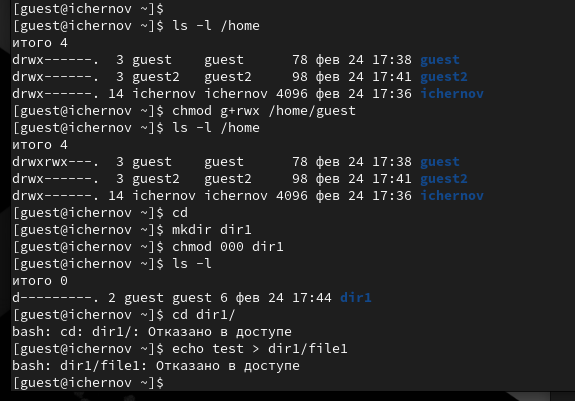 [guest@ichernov ~]$
[guest@ichernov ~]$ ls -l /home
итого 4
drwx------.  3 guest    guest      78 фев 24 17:38 guest
drwx------.  3 guest2   guest2     98 фев 24 17:41 guest2
drwx------. 14 ichernov ichernov 4096 фев 24 17:36 ichernov
[guest@ichernov ~]$ chmod g+rwx /home/guest
[guest@ichernov ~]$ ls -l /home
итого 4
drwxrwx---.  3 guest    guest      78 фев 24 17:38 guest
drwx------.  3 guest2   guest2     98 фев 24 17:41 guest2
drwx------. 14 ichernov ichernov 4096 фев 24 17:36 ichernov
[guest@ichernov ~]$ cd
[guest@ichernov ~]$ mkdir dir1
[guest@ichernov ~]$ chmod 000 dir1
[guest@ichernov ~]$ ls -l
итого 0
d---------. 2 guest guest 6 фев 24 17:44 dir1
[guest@ichernov ~]$ cd dir1/
bash: cd: dir1/: Отказано в доступе
[guest@ichernov ~]$ echo test > dir1/file1
bash: dir1/file1: Отказано в доступе
[guest@ichernov ~]$